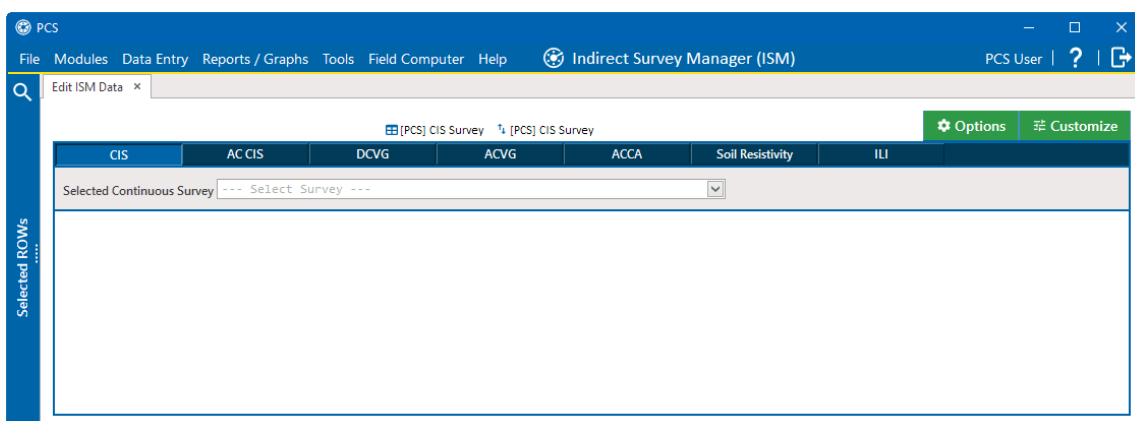 PCS
File Modules Data Entry Reports / Graphs Tools Field Computer Help Indirect Survey Manager (ISM) PCS User | ? |
Edit ISM Data ×
[PCS] CIS Survey [PCS] CIS Survey Options Customize
CIS AC CIS DCVG ACVG ACCA Soil Resistivity ILI
Selected Continuous Survey --- Select Survey ---
Selected ROWs